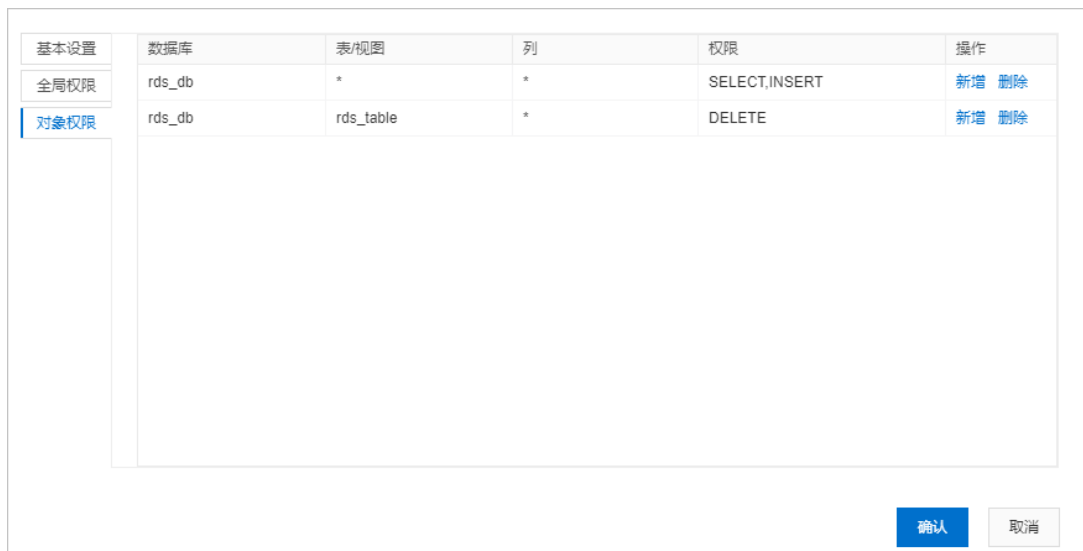 基本设置
全局权限
对象权限
数据库 表/视图 列 权限 操作
rds_db * * SELECT,INSERT 新增 删除
rds_db rds_table * DELETE 新增 删除
确认 取消